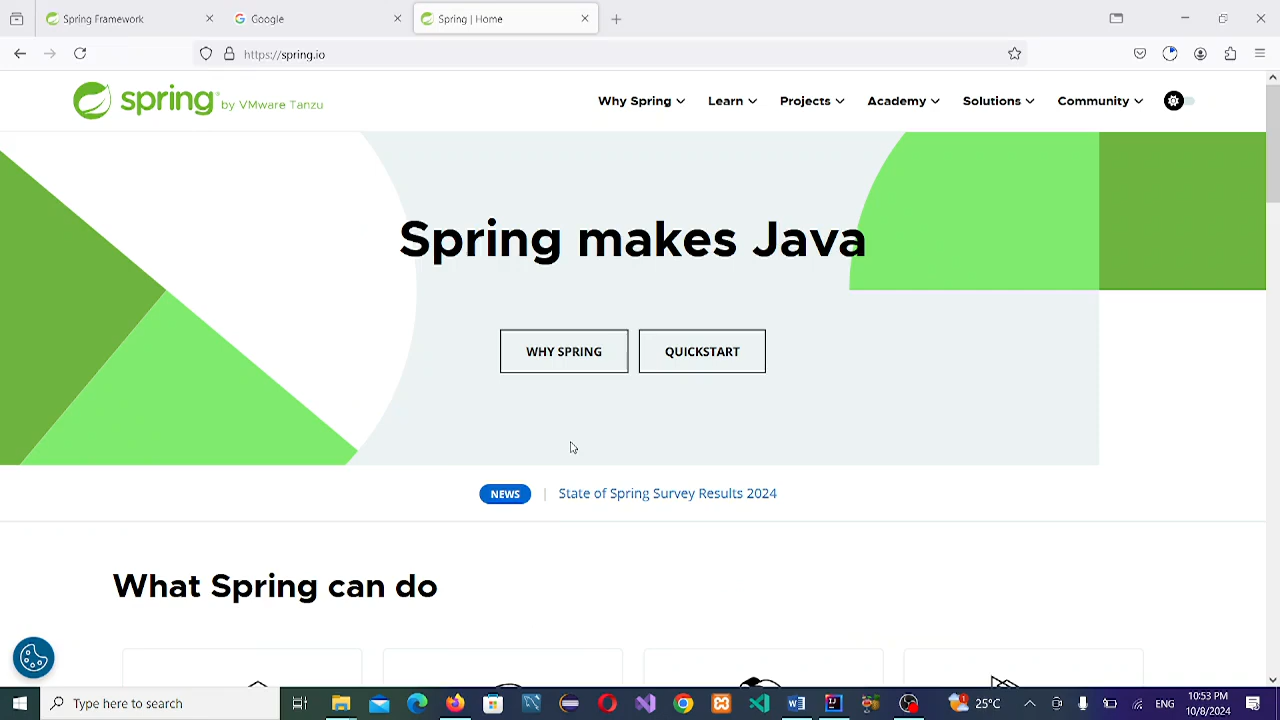 Spring Framework
Google
Spring | Home
https://spring.io
spring by VMware Tanzu
Why Spring
Learn
Projects
Academy
Solutions
Community
Spring makes Java
WHY SPRING
QUICKSTART
NEWS | State of Spring Survey Results 2024
What Spring can do
Type here to search
25°C
ENG
10:53 PM
10/8/2024